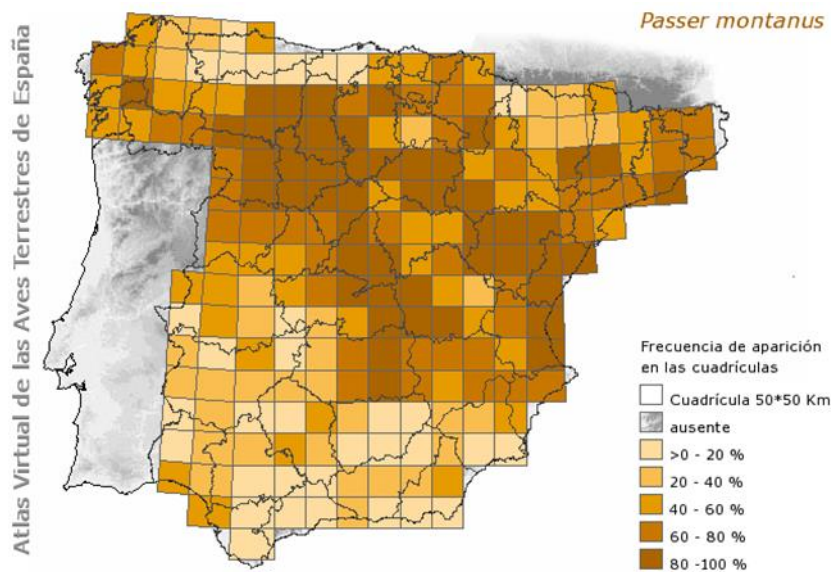 Passer montanus
Atlas Virtual de las Aves Terrestres de España
Frecuencia de aparición
en las cuadrículas
Cuadrícula 50*50 Km
ausente
>0 - 20 %
20 - 40 %
40 - 60 %
60 - 80 %
80 -100 %